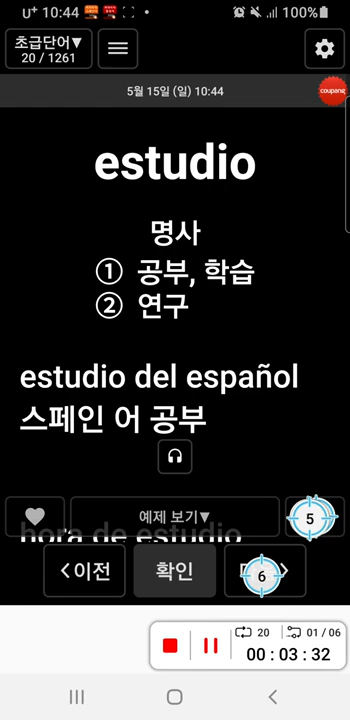 U+ 10:44 100%
초급단어▼
20 / 1261
5월 15일 (일) 10:44
coupang
estudio
명사
① 공부, 학습
② 연구
estudio del español
스페인 어 공부
예제 보기▼
5
hora de estudio
이전
확인
6
20 01 / 06
00 : 03 : 32